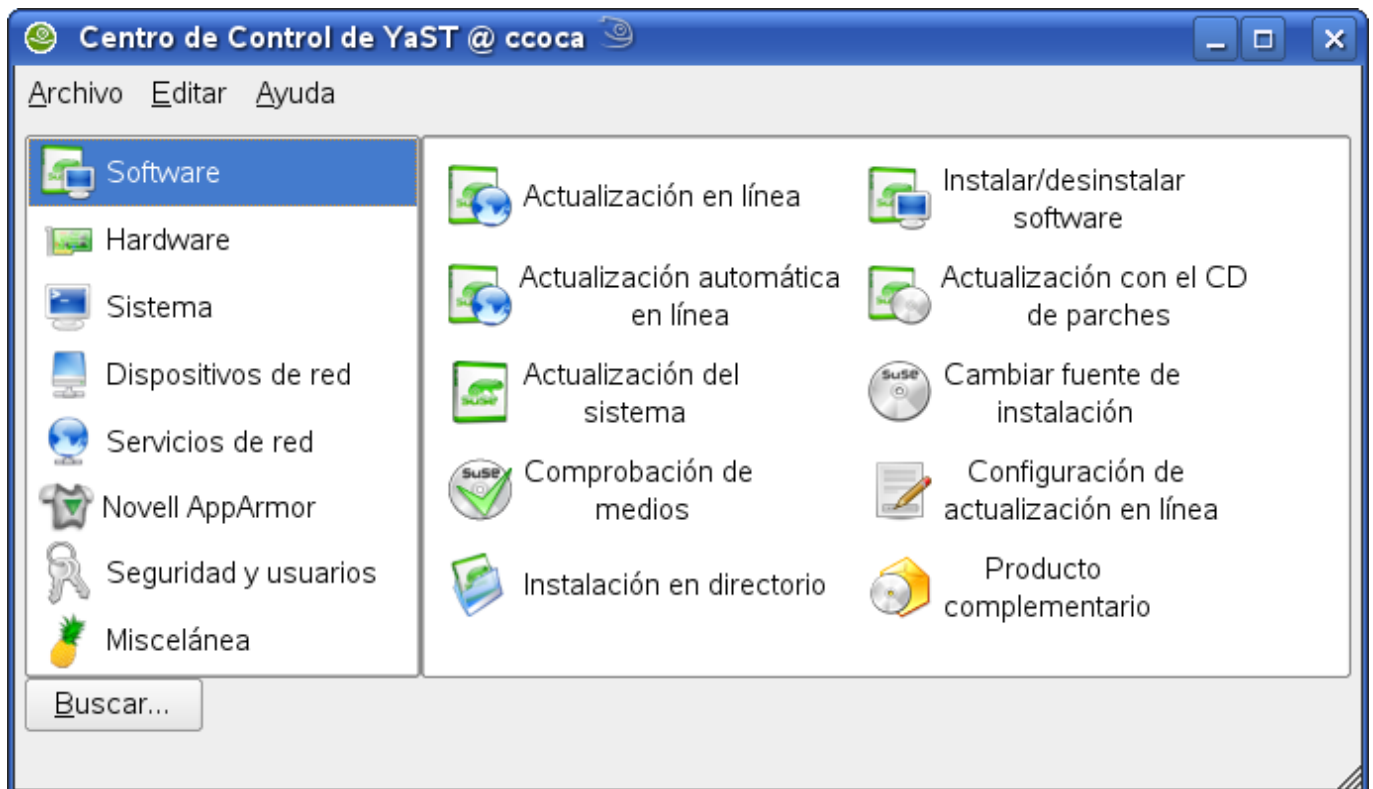 Centro de Control de YaST @ ccoca
Archivo Editar Ayuda
Software
Hardware
Sistema
Dispositivos de red
Servicios de red
Novell AppArmor
Seguridad y usuarios
Miscelánea
Actualización en línea
Instalar/desinstalar
software
Actualización automática
en línea
Actualización con el CD
de parches
Actualización del
sistema
SUSE
Cambiar fuente de
instalación
SUSE
Comprobación de
medios
Configuración de
actualización en línea
Instalación en directorio
Producto
complementario
Buscar...